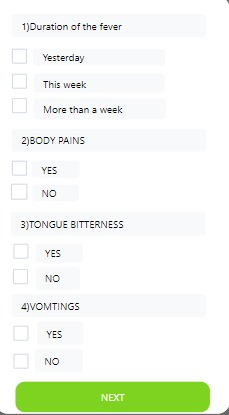 1)Duration of the fever
Yesterday
This week
More than a week
2)BODY PAINS
YES
NO
3)TONGUE BITTERNESS
YES
NO
4)VOMTINGS
YES
NO
NEXT